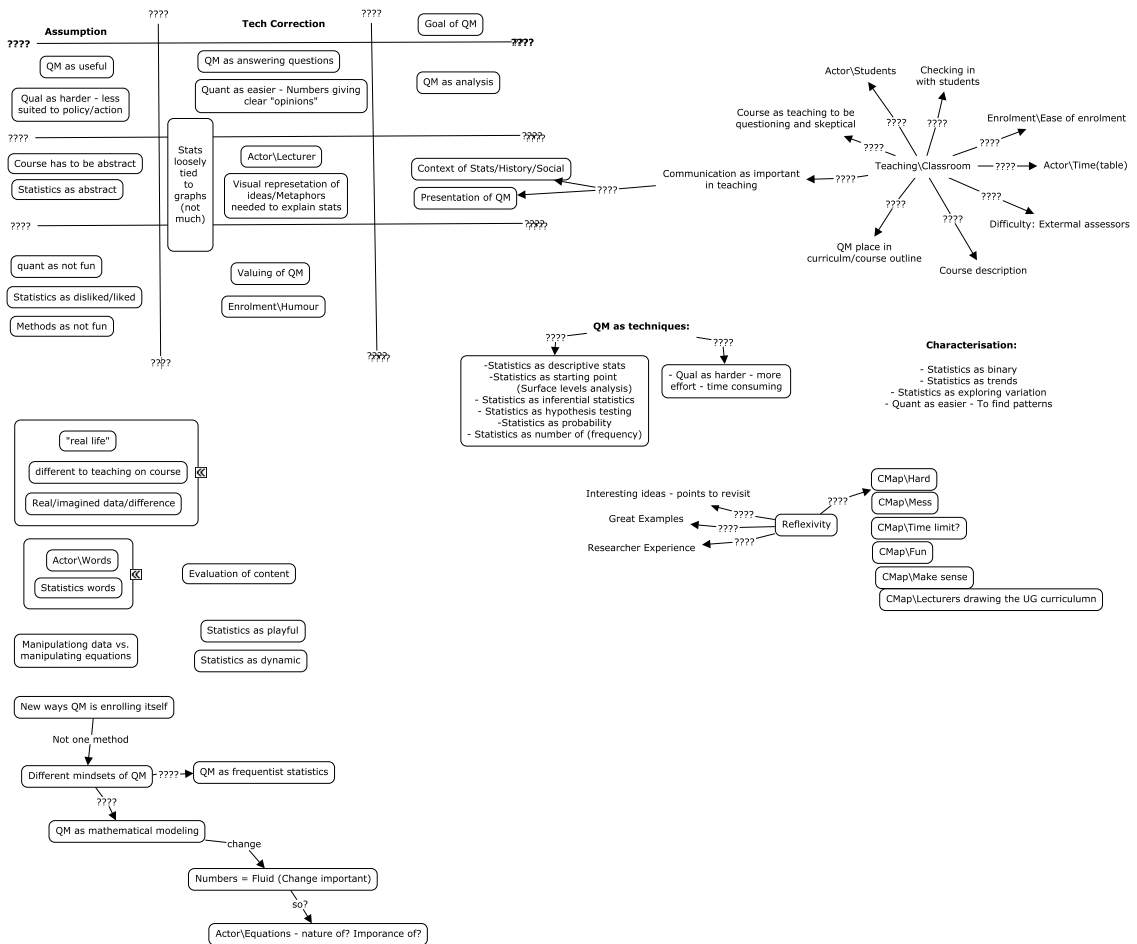 ????
Assumption
Tech Correction
Goal of QM
????
????
????
QM as useful
QM as answering questions
QM as analysis
Qual as harder - less
suited to policy/action
Quant as easier - Numbers giving
clear "opinions"
????
????
????
Course has to be abstract
Statistics as abstract
Stats
loosely
tied
to
graphs
(not
much)
Actor\Lecturer
Visual represetation of
ideas/Metaphors
needed to explain stats
Context of Stats/History/Social
Presentation of QM
????
????
????
????
quant as not fun
Statistics as disliked/liked
Methods as not fun
Valuing of QM
Enrolment\Humour
????
????
????
Communication as important
in teaching
????
Teaching\Classroom
????
Actor\Students
????
Checking in
with students
????
Course as teaching to be
questioning and skeptical
????
Enrolment\Ease of enrolment
????
Actor\Time(table)
????
Difficulty: Extermal assessors
????
QM place in
curriculm/course outline
????
Course description
QM as techniques:
????
????
-Statistics as descriptive stats
-Statistics as starting point
(Surface levels analysis)
- Statistics as inferential statistics
- Statistics as hypothesis testing
-Statistics as probability
- Statistics as number of (frequency)
- Qual as harder - more
effort - time consuming
Characterisation:
- Statistics as binary
- Statistics as trends
- Statistics as exploring variation
- Quant as easier - To find patterns
"real life"
different to teaching on course
Real/imagined data/difference
Actor\Words
Statistics words
Evaluation of content
Manipulationg data vs.
manipulating equations
Statistics as playful
Statistics as dynamic
Interesting ideas - points to revisit
Great Examples
Researcher Experience
????
????
????
Reflexivity
????
CMap\Hard
CMap\Mess
CMap\Time limit?
CMap\Fun
CMap\Make sense
CMap\Lecturers drawing the UG curriculumn
New ways QM is enrolling itself
Not one method
Different mindsets of QM
????
QM as frequentist statistics
????
QM as mathematical modeling
change
Numbers = Fluid (Change important)
so?
Actor\Equations - nature of? Imporance of?